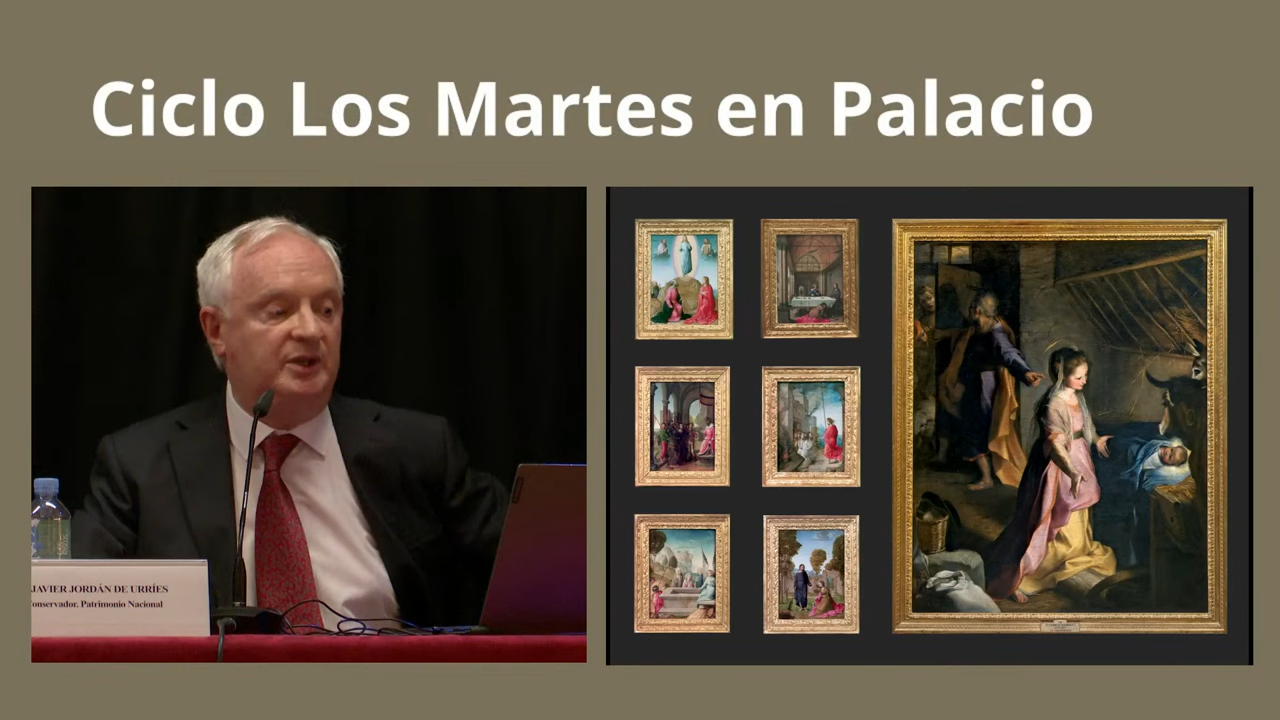 Ciclo Los Martes en Palacio
JAVIER JORDÁN DE URRÍES
onservador. Patrimonio Nacional